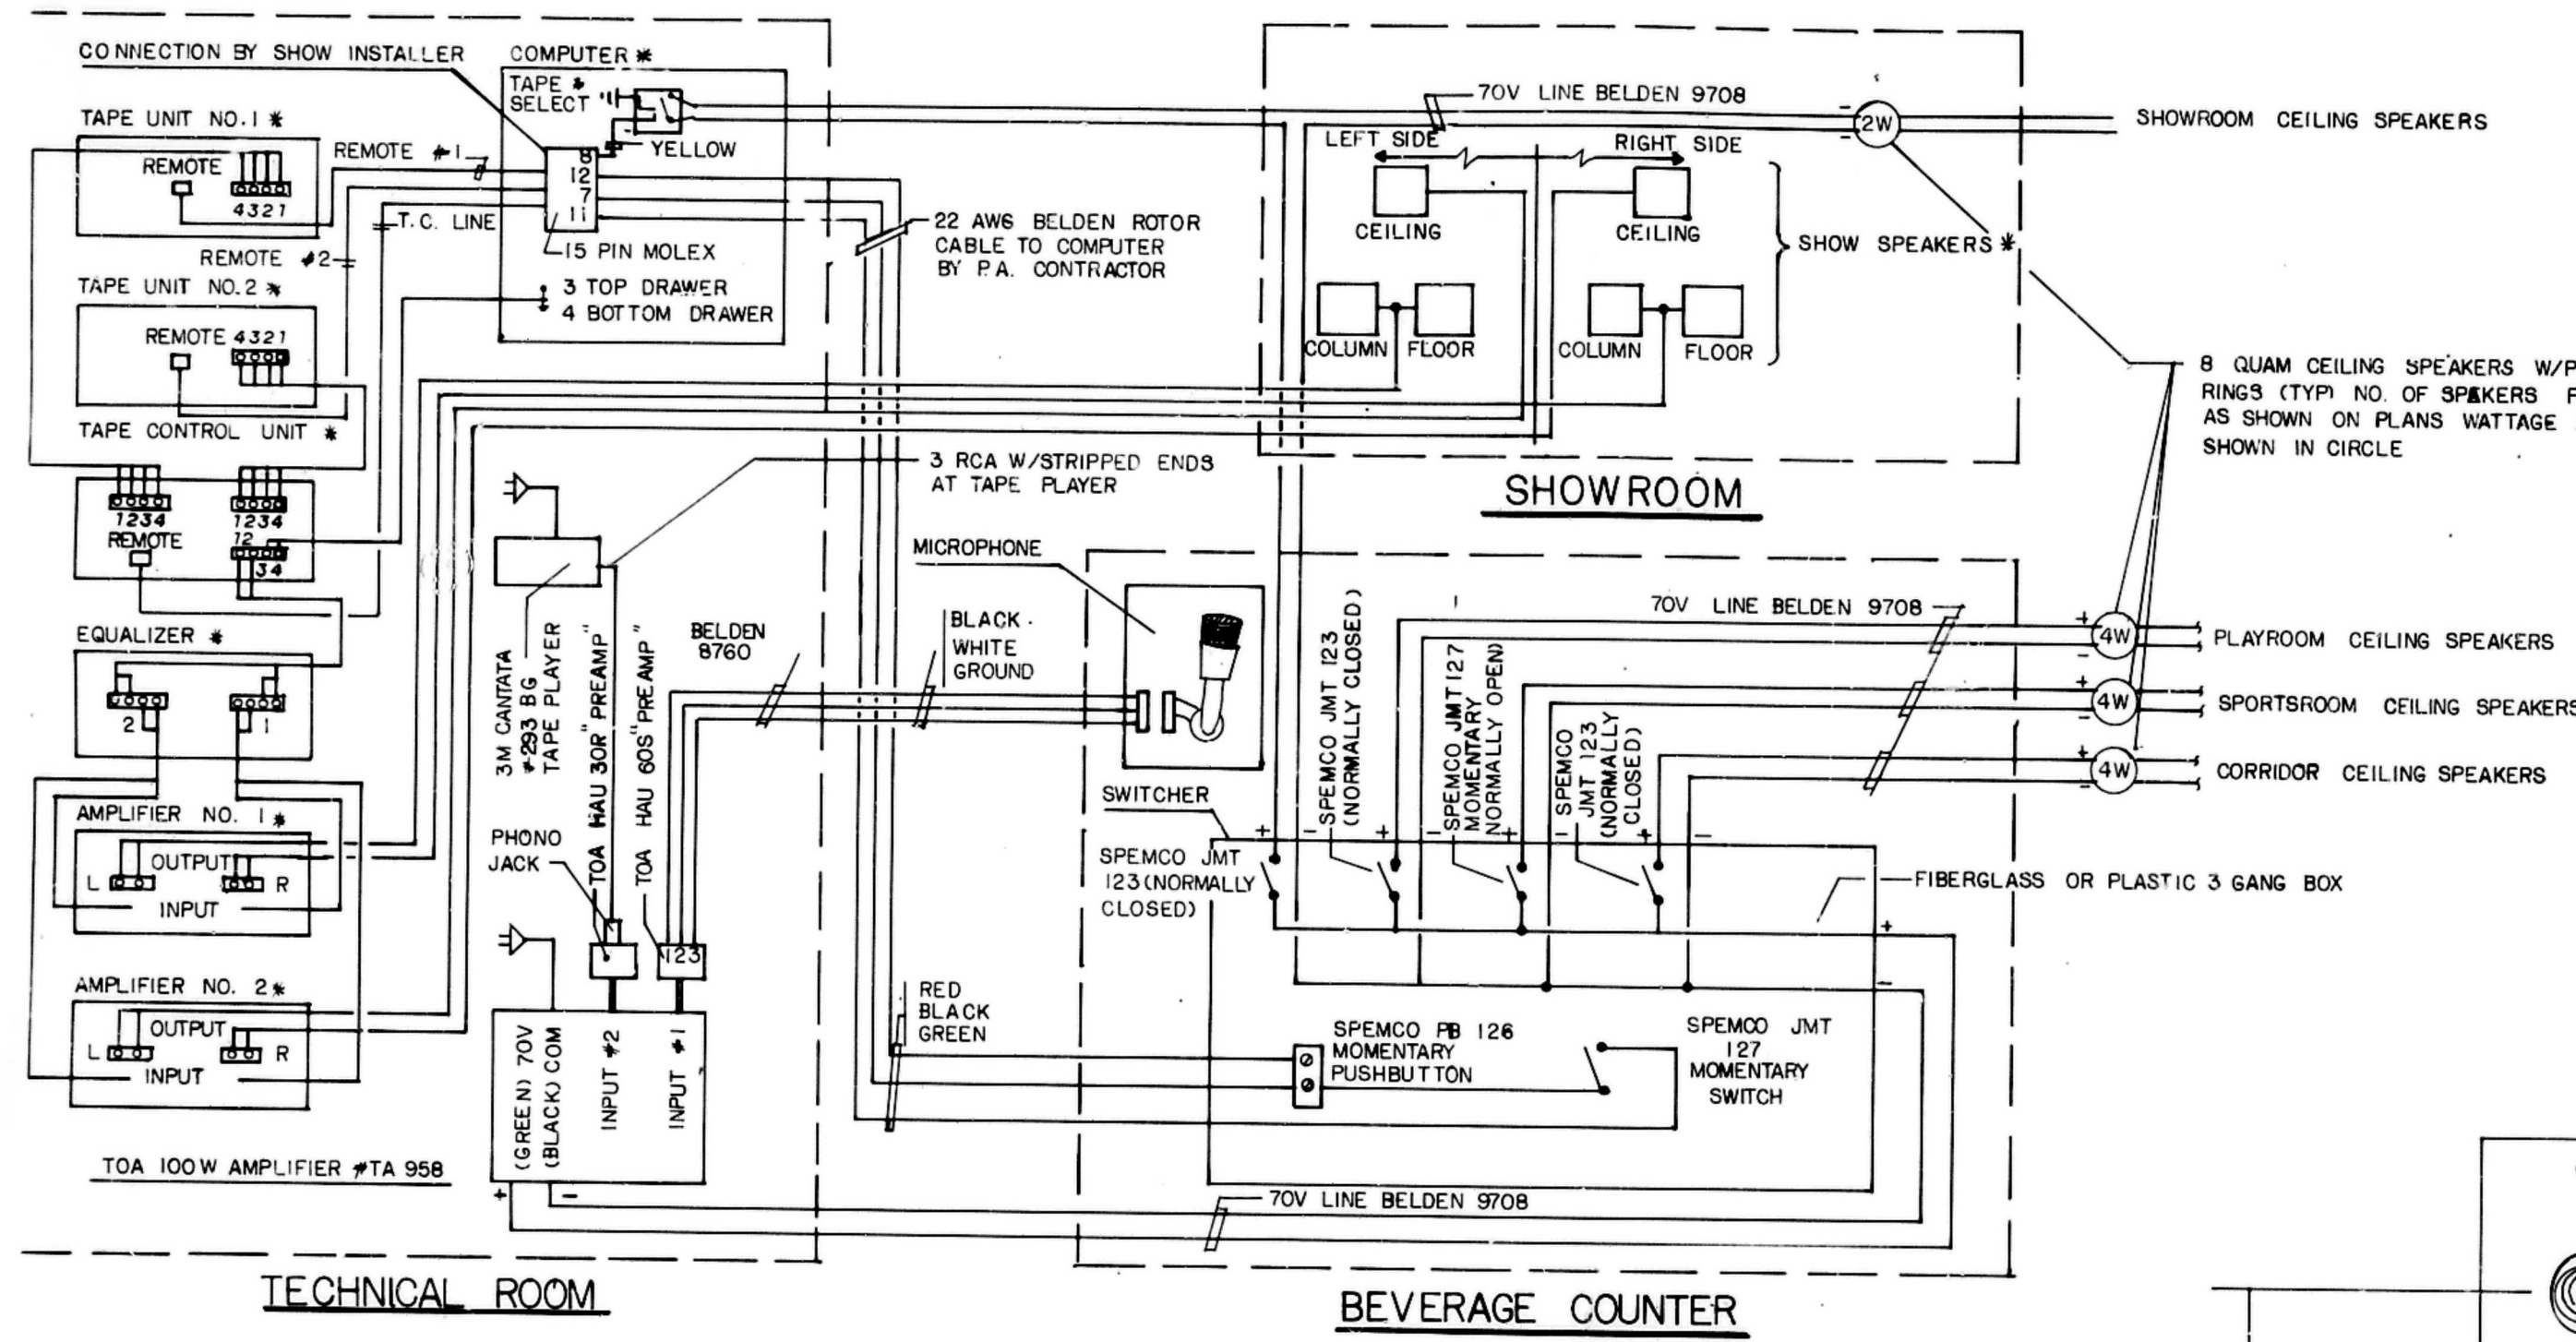 CONNECTION BY SHOW INSTALLER
COMPUTER *
TAPE *
SELECT
YELLOW
TAPE UNIT NO. 1 *
REMOTE
4321
REMOTE #1
8
12
7
11
T.C. LINE
15 PIN MOLEX
REMOTE #2
3 TOP DRAWER
4 BOTTOM DRAWER
TAPE UNIT NO. 2 *
REMOTE 4321
TAPE CONTROL UNIT *
1234
1234
REMOTE
12
34
EQUALIZER *
2
1
AMPLIFIER NO. 1 *
OUTPUT
L
R
INPUT
AMPLIFIER NO. 2 *
OUTPUT
L
R
INPUT
TOA 100W AMPLIFIER #TA 958
22 AWG BELDEN ROTOR
CABLE TO COMPUTER
BY P.A. CONTRACTOR
3 RCA W/STRIPPED ENDS
AT TAPE PLAYER
3M CANTATA
#293 BG
TAPE PLAYER
TOA HAU 30R "PREAMP"
TOA HAU 60S "PREAMP"
BELDEN
8760
BLACK
WHITE
GROUND
PHONO
JACK
123
(GREEN) 70V
(BLACK) COM
INPUT #2
INPUT #1
+
-
RED
BLACK
GREEN
TECHNICAL ROOM
70V LINE BELDEN 9708
LEFT SIDE
RIGHT SIDE
CEILING
CEILING
SHOW SPEAKERS *
COLUMN
FLOOR
COLUMN
FLOOR
-
2W
-
SHOWROOM CEILING SPEAKERS
SHOWROOM
8 QUAM CEILING SPEAKERS W/P
RINGS (TYP) NO. OF SPEAKERS
AS SHOWN ON PLANS WATTAGE
SHOWN IN CIRCLE
MICROPHONE
SWITCHER
SPEMCO JMT
123 (NORMALLY
CLOSED)
SPEMCO JMT 123
(NORMALLY CLOSED)
SPEMCO JMT 127
MOMENTARY
NORMALLY OPEN)
SPEMCO
JMT 123
(NORMALLY
CLOSED)
+ - + - + - + -
70V LINE BELDEN 9708
+
4W
-
PLAYROOM CEILING SPEAKERS
+
4W
-
SPORTSROOM CEILING SPEAKERS
+
4W
-
CORRIDOR CEILING SPEAKERS
FIBERGLASS OR PLASTIC 3 GANG BOX
+
-
SPEMCO PB 126
MOMENTARY
PUSHBUTTON
SPEMCO JMT
127
MOMENTARY
SWITCH
70V LINE BELDEN 9708
BEVERAGE COUNTER